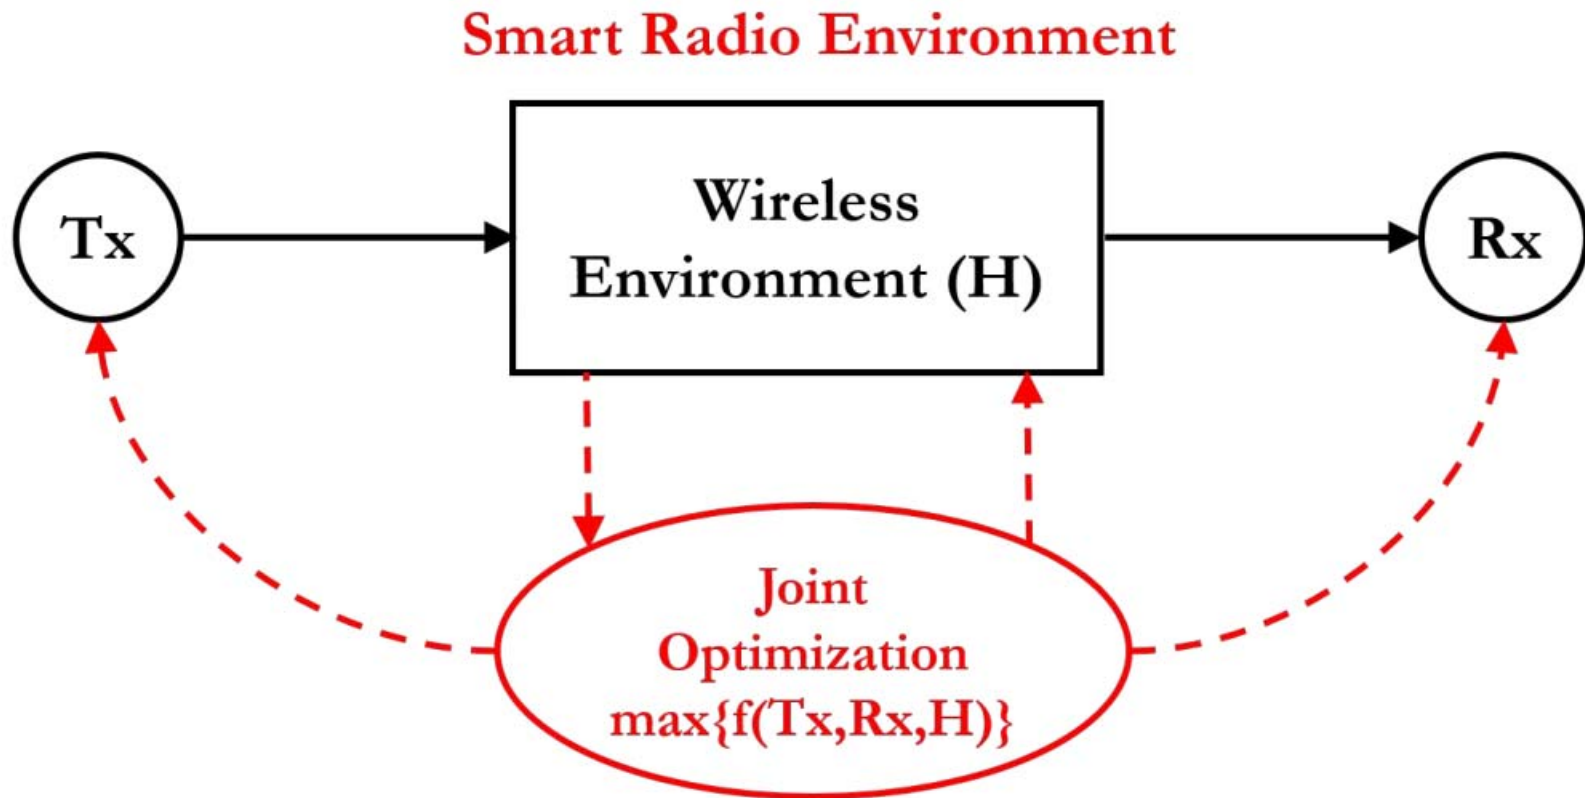 Smart Radio Environment
Tx
Wireless
Environment (H)
Rx
Joint
Optimization
max{f(Tx,Rx,H)}